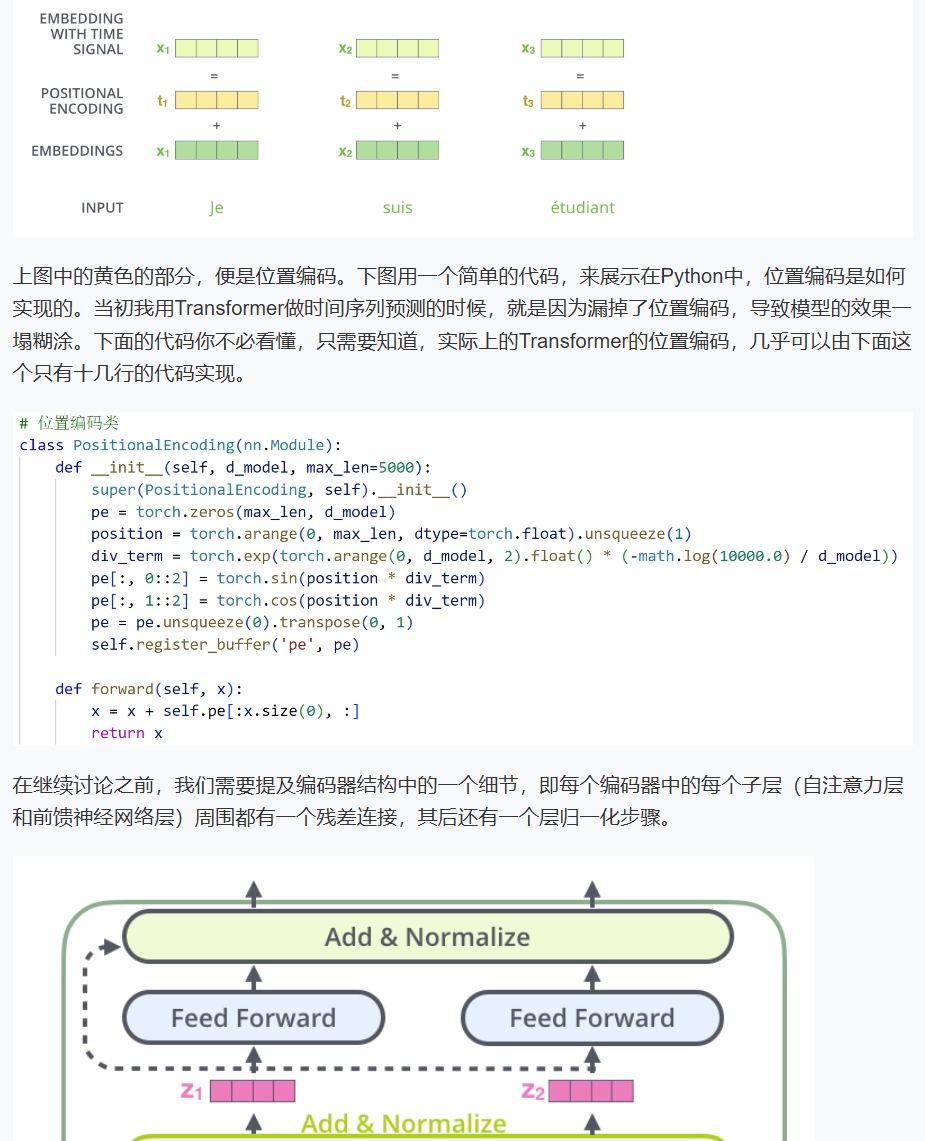 EMBEDDING
WITH TIME
SIGNAL
x₁ x₂ x₃
= = =
POSITIONAL
ENCODING
t₁ t₂ t₃
+ + +
EMBEDDINGS
x₁ x₂ x₃
INPUT Je suis étudiant
上图中的黄色的部分，便是位置编码。下图用一个简单的代码，来展示在Python中，位置编码是如何
实现的。当初我用Transformer做时间序列预测的时候，就是因为漏掉了位置编码，导致模型的效果一
塌糊涂。下面的代码你不必看懂，只需要知道，实际上的Transformer的位置编码，几乎可以由下面这
个只有十几行的代码实现。
# 位置编码类
class PositionalEncoding(nn.Module):
    def __init__(self, d_model, max_len=5000):
        super(PositionalEncoding, self).__init__()
        pe = torch.zeros(max_len, d_model)
        position = torch.arange(0, max_len, dtype=torch.float).unsqueeze(1)
        div_term = torch.exp(torch.arange(0, d_model, 2).float() * (-math.log(10000.0) / d_model))
        pe[:, 0::2] = torch.sin(position * div_term)
        pe[:, 1::2] = torch.cos(position * div_term)
        pe = pe.unsqueeze(0).transpose(0, 1)
        self.register_buffer('pe', pe)
    def forward(self, x):
        x = x + self.pe[:x.size(0), :]
        return x
在继续讨论之前，我们需要提及编码器结构中的一个细节，即每个编码器中的每个子层（自注意力层
和前馈神经网络层）周围都有一个残差连接，其后还有一个层归一化步骤。
Add & Normalize
Feed Forward Feed Forward
z₁ z₂
Add & Normalize